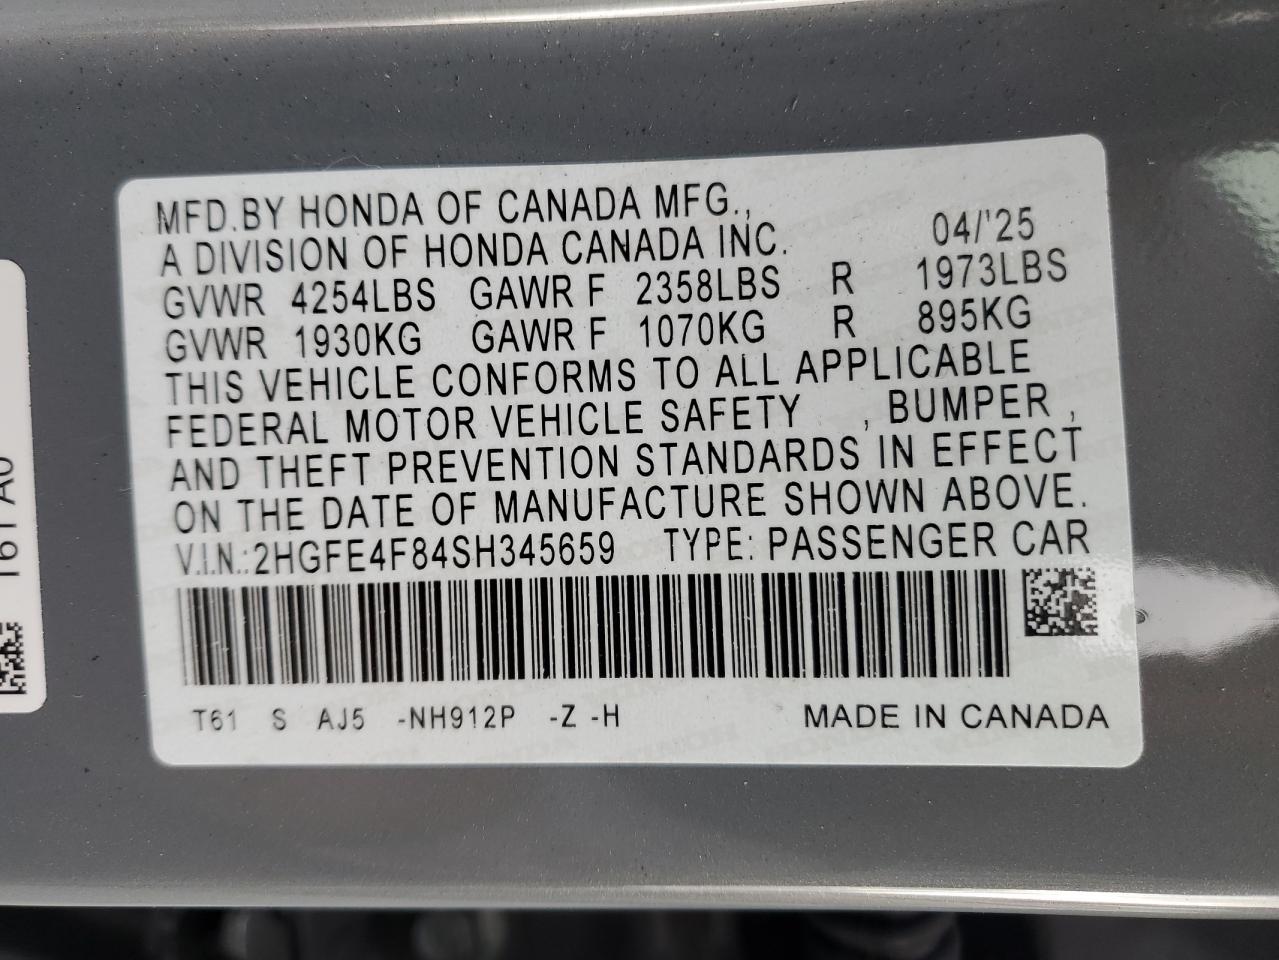 MFD.BY HONDA OF CANADA MFG.,
A DIVISION OF HONDA CANADA INC. 04/'25
GVWR 4254LBS GAWR F 2358LBS R 1973LBS
GVWR 1930KG GAWR F 1070KG R 895KG
THIS VEHICLE CONFORMS TO ALL APPLICABLE
FEDERAL MOTOR VEHICLE SAFETY , BUMPER ,
AND THEFT PREVENTION STANDARDS IN EFFECT
ON THE DATE OF MANUFACTURE SHOWN ABOVE.
V.I.N.:2HGFE4F84SH345659 TYPE: PASSENGER CAR
T61 S AJ5 -NH912P -Z -H MADE IN CANADA
T61 A0